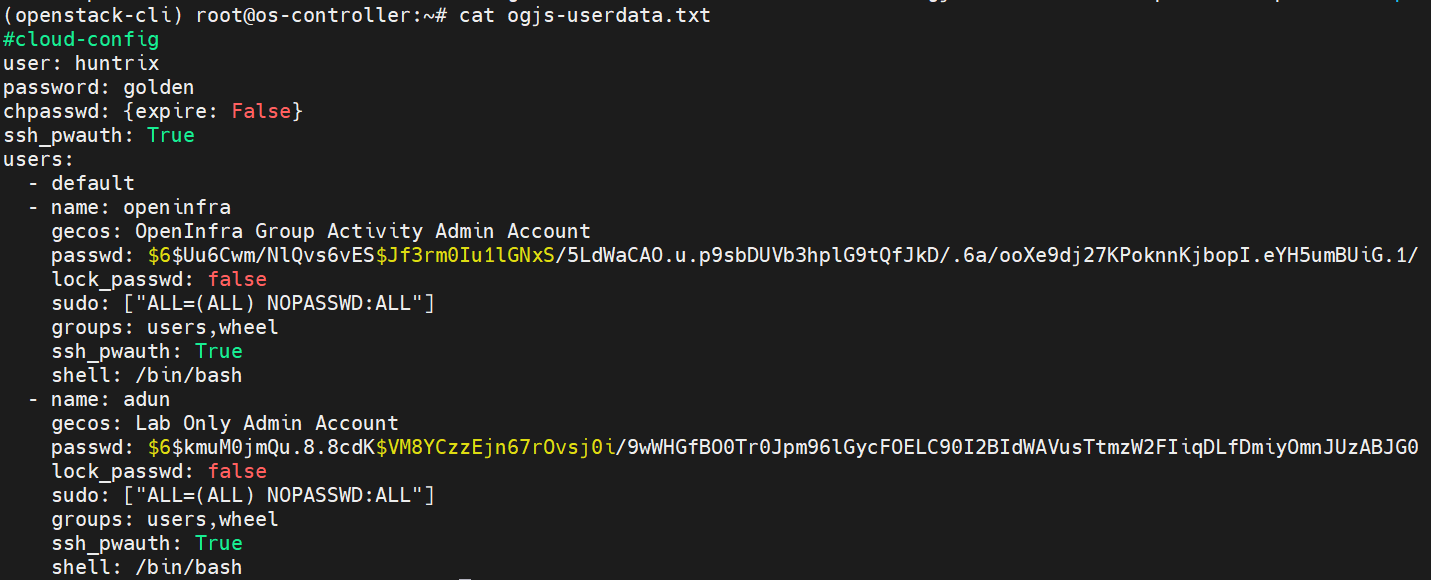 (openstack-cli) root@os-controller:~# cat ogjs-userdata.txt
#cloud-config
user: huntrix
password: golden
chpasswd: {expire: False}
ssh_pwauth: True
users:
  - default
  - name: openinfra
    gecos: OpenInfra Group Activity Admin Account
    passwd: $6$Uu6Cwm/NlQvs6vES$Jf3rm0Iu1lGNxS/5LdWaCAO.u.p9sbDUVb3hplG9tQfJkD/.6a/ooXe9dj27KPoknnKjbopI.eYH5umBUiG.1/
    lock_passwd: false
    sudo: ["ALL=(ALL) NOPASSWD:ALL"]
    groups: users,wheel
    ssh_pwauth: True
    shell: /bin/bash
  - name: adun
    gecos: Lab Only Admin Account
    passwd: $6$kmuM0jmQu.8.8cdK$VM8YCzzEjn67rOvsj0i/9wWHGfBO0Tr0Jpm96lGycFOELC90I2BIdWAVusTtmzW2FIiqDLfDmiyOmnJUzABJG0
    lock_passwd: false
    sudo: ["ALL=(ALL) NOPASSWD:ALL"]
    groups: users,wheel
    ssh_pwauth: True
    shell: /bin/bash